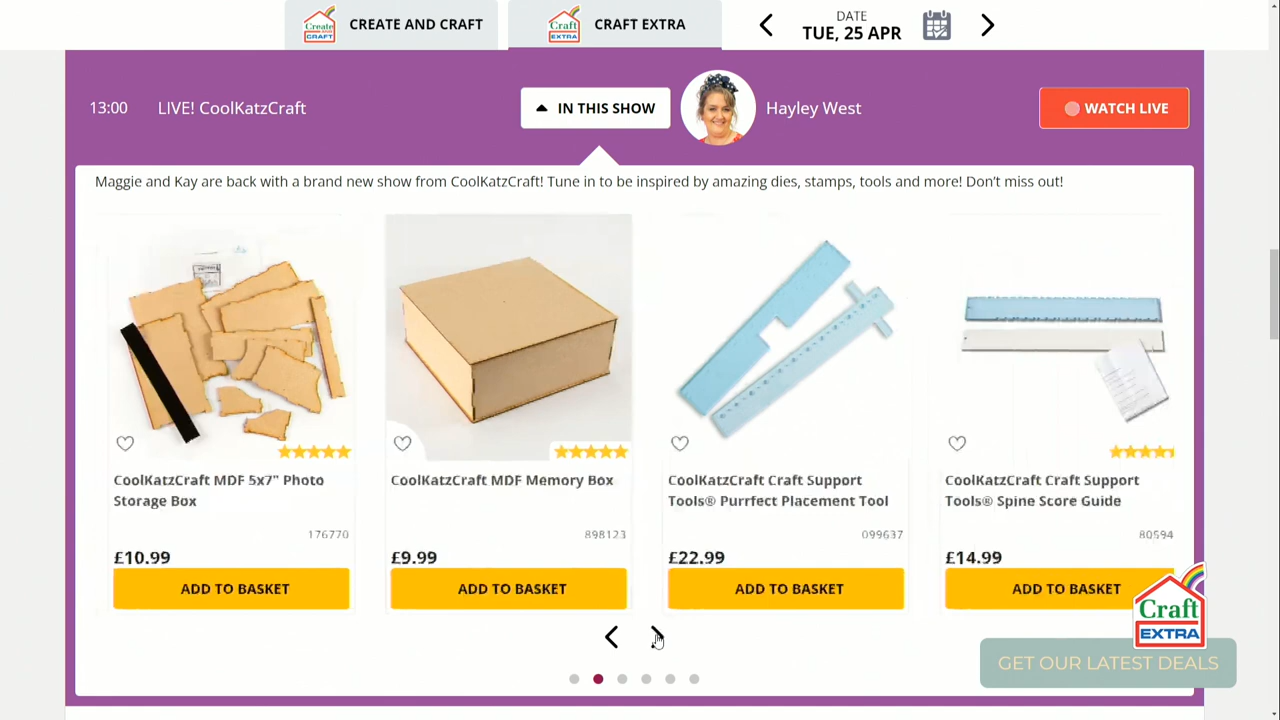 Create AND CRAFT
CREATE AND CRAFT
Craft EXTRA
CRAFT EXTRA
DATE
TUE, 25 APR
13:00
LIVE! CoolKatzCraft
IN THIS SHOW
Hayley West
WATCH LIVE
Maggie and Kay are back with a brand new show from CoolKatzCraft! Tune in to be inspired by amazing dies, stamps, tools and more! Don't miss out!
CoolKatzCraft MDF 5x7" Photo
Storage Box
176770
£10.99
ADD TO BASKET
CoolKatzCraft MDF Memory Box
898123
£9.99
ADD TO BASKET
CoolKatzCraft Craft Support
Tools® Purrfect Placement Tool
099637
£22.99
ADD TO BASKET
CoolKatzCraft Craft Support
Tools® Spine Score Guide
80594
£14.99
ADD TO BASKET
Craft
EXTRA
GET OUR LATEST DEALS